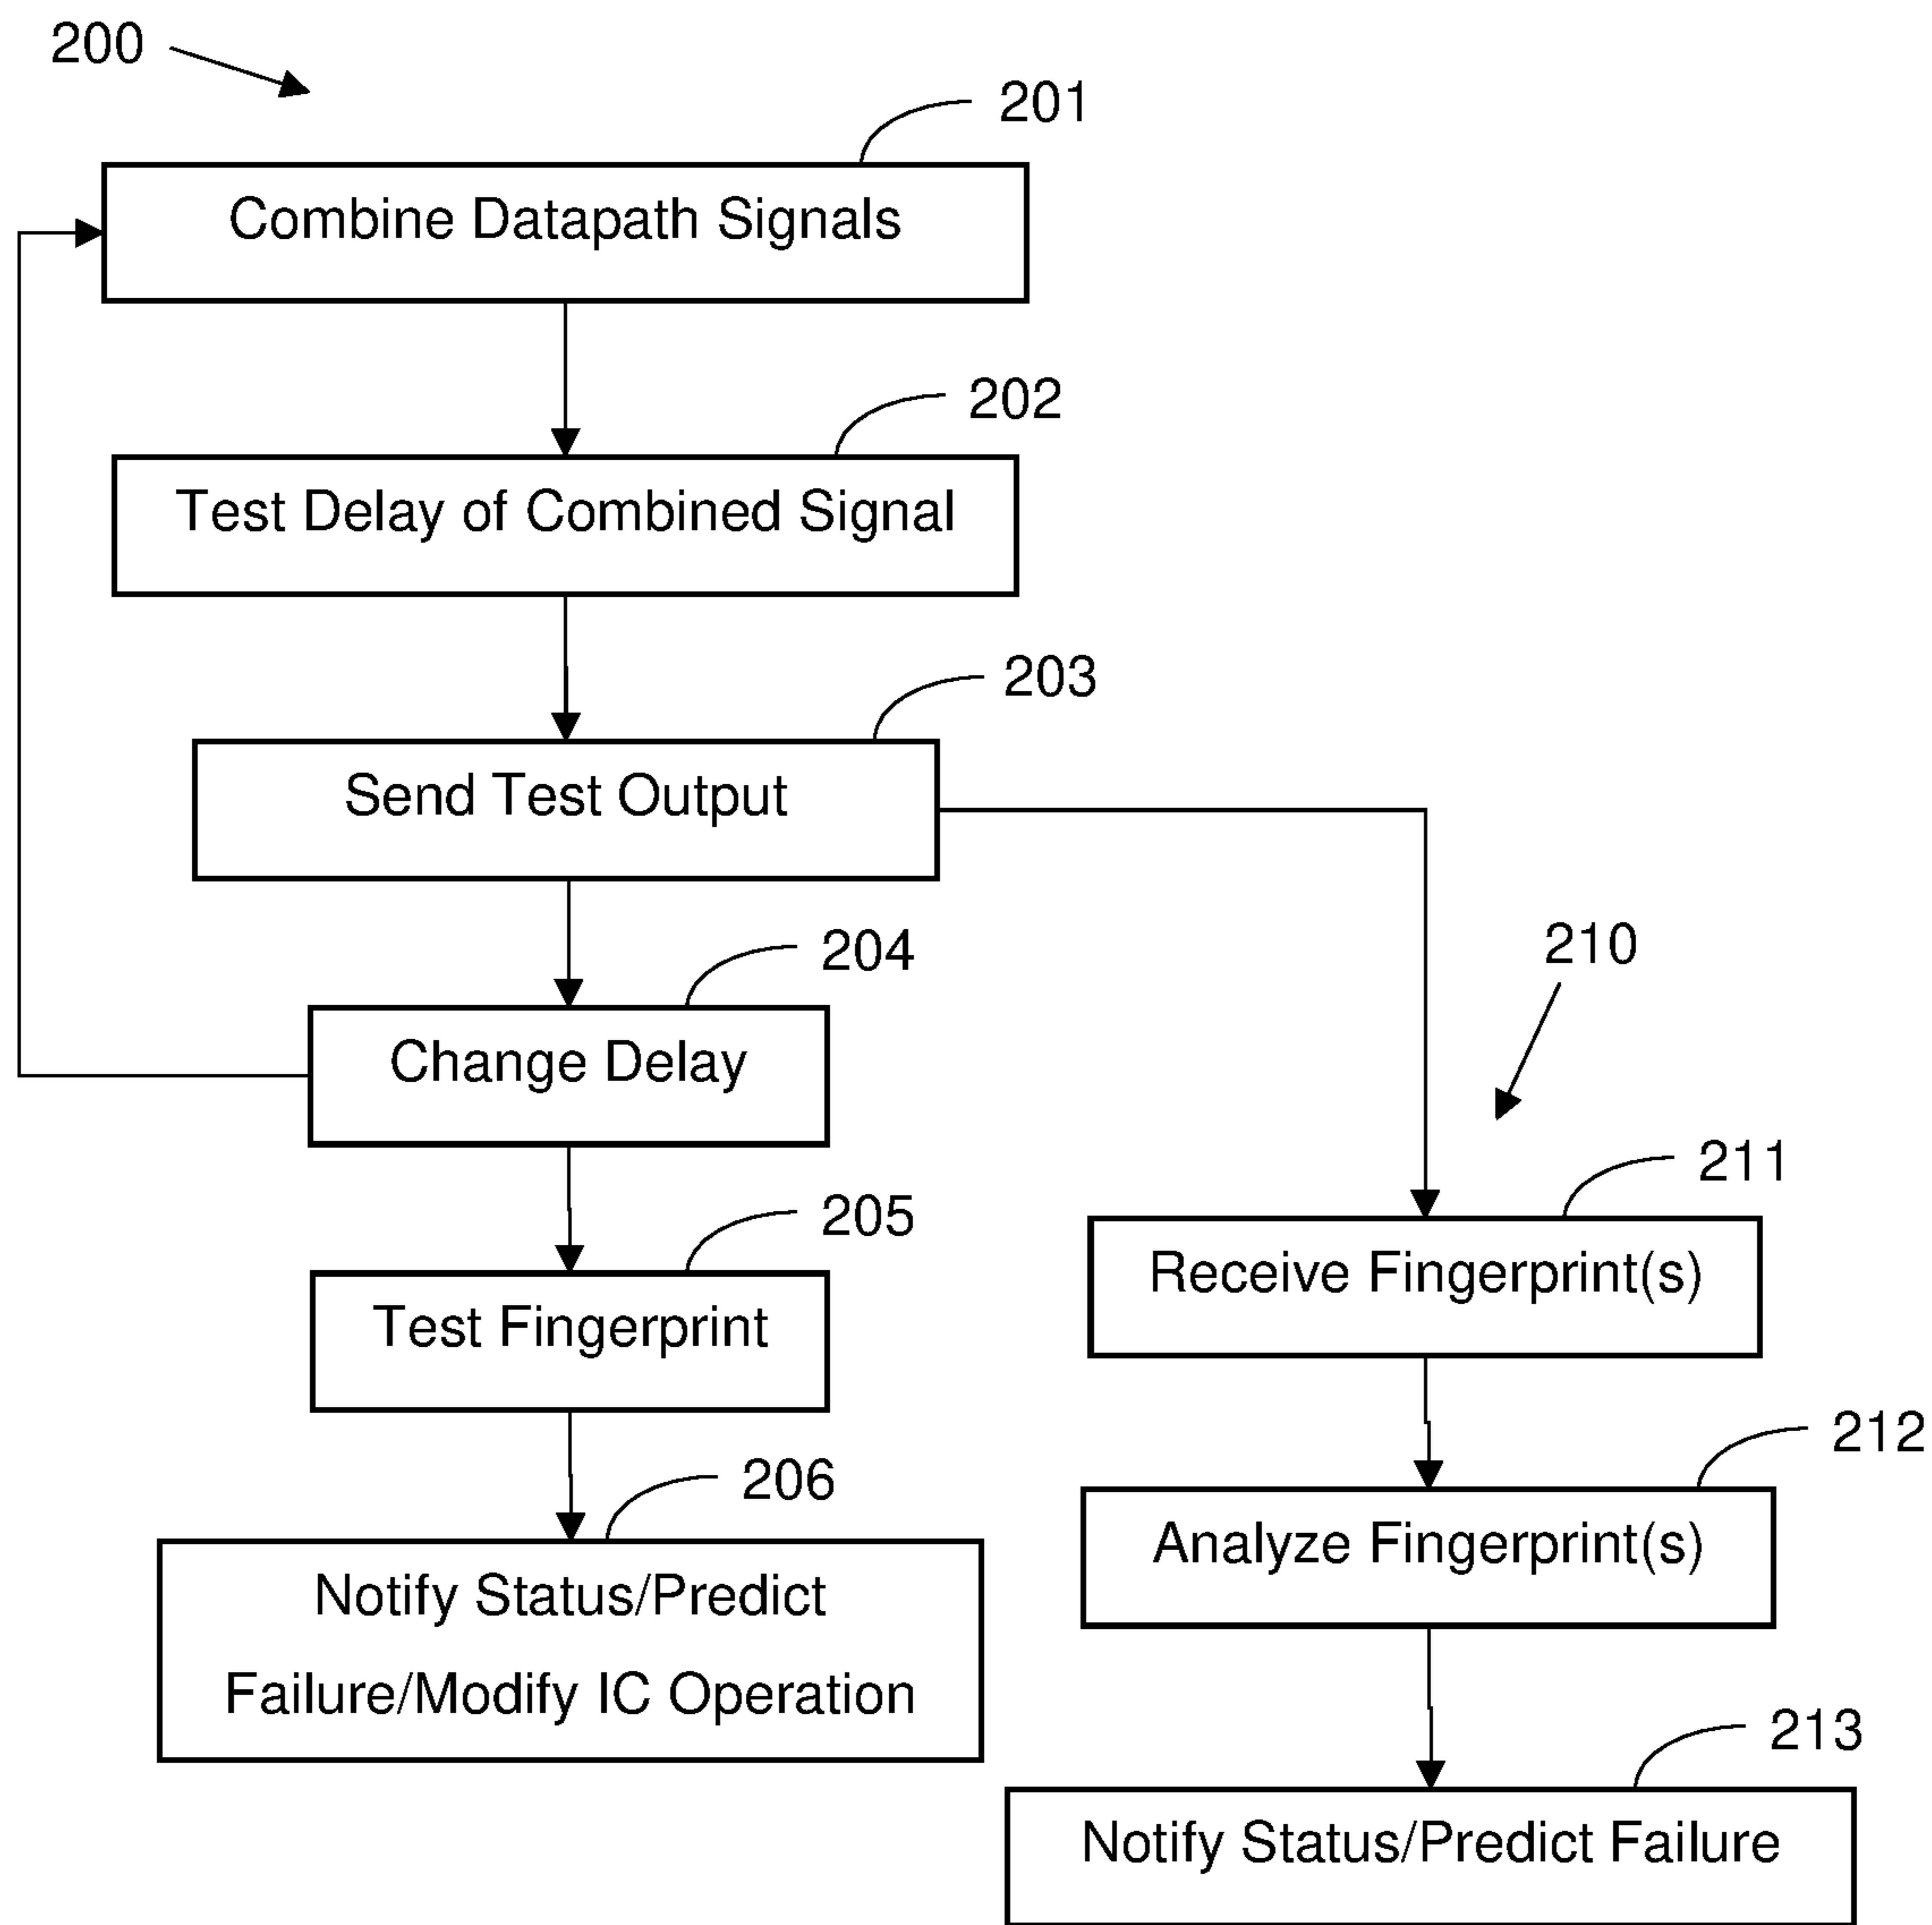 200
201
Combine Datapath Signals
202
Test Delay of Combined Signal
203
Send Test Output
204
Change Delay
205
Test Fingerprint
206
Notify Status/Predict
Failure/Modify IC Operation
210
211
Receive Fingerprint(s)
212
Analyze Fingerprint(s)
213
Notify Status/Predict Failure